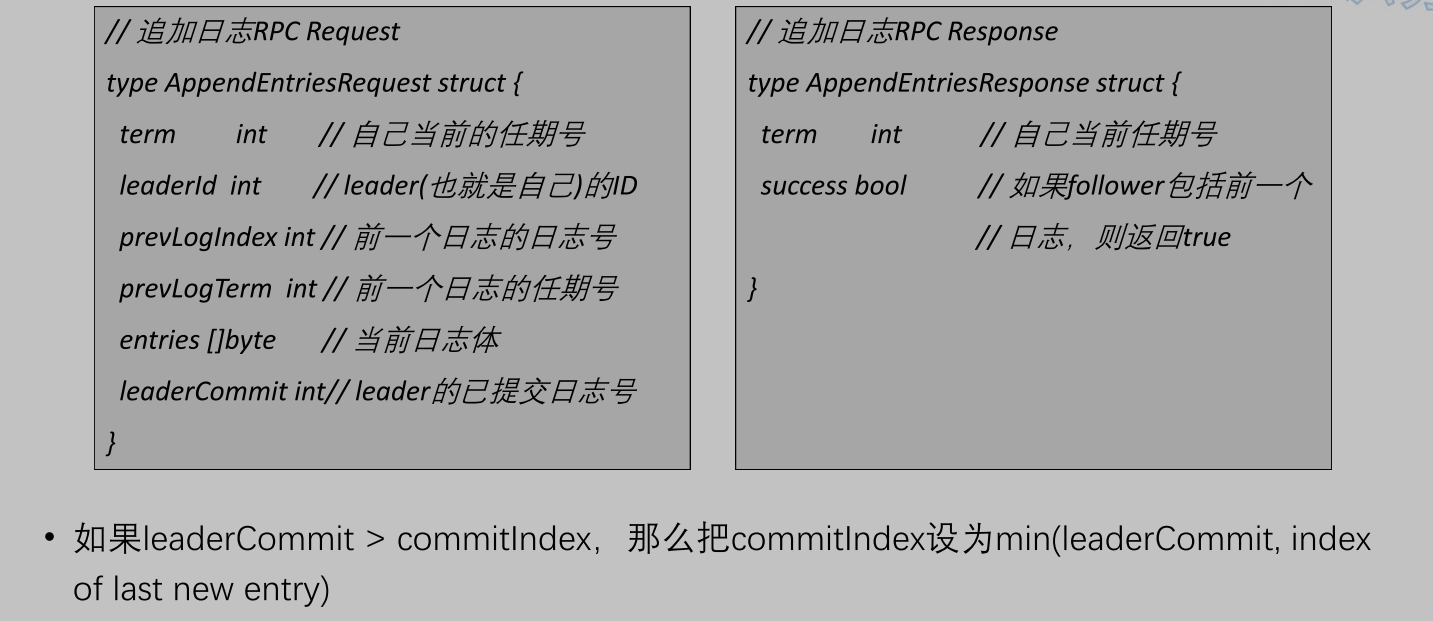 // 追加日志RPC Request
type AppendEntriesRequest struct {
term int // 自己当前的任期号
leaderId int // leader(也就是自己)的ID
prevLogIndex int // 前一个日志的日志号
prevLogTerm int // 前一个日志的任期号
entries []byte // 当前日志体
leaderCommit int// leader的已提交日志号
}
// 追加日志RPC Response
type AppendEntriesResponse struct {
term int // 自己当前任期号
success bool // 如果follower包括前一个
// 日志，则返回true
}
• 如果leaderCommit > commitIndex，那么把commitIndex设为min(leaderCommit, index
of last new entry)